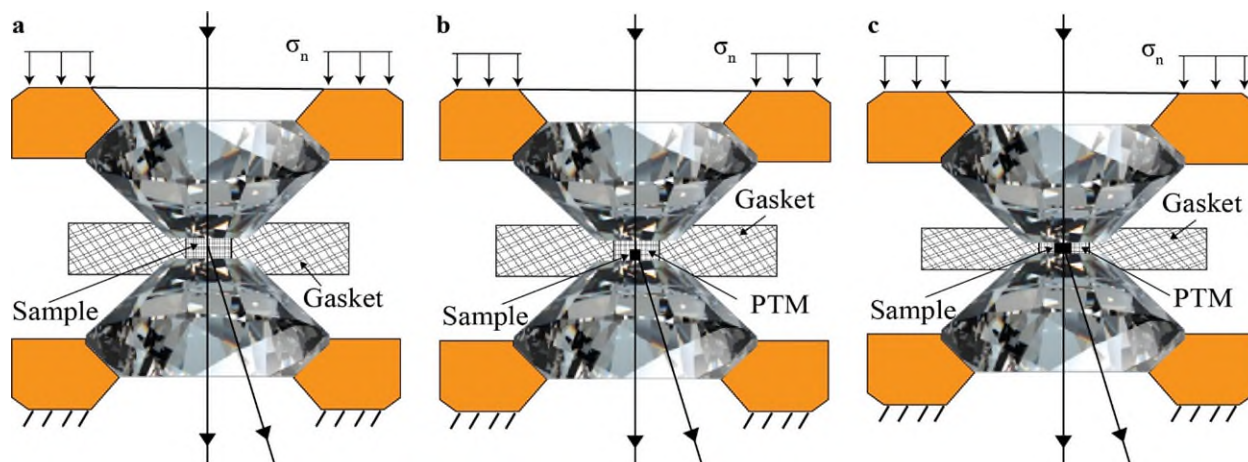 a
σn
Sample
Gasket
b
σn
Gasket
Sample
PTM
c
σn
Gasket
Sample
PTM